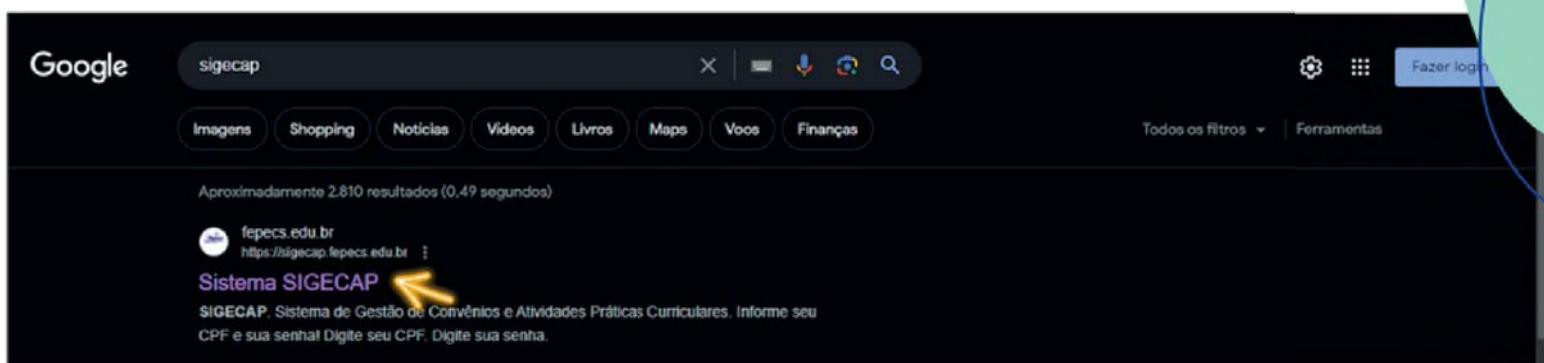 Google
sigecap
Fazer login
Imagens Shopping Notícias Vídeos Livros Maps Voos Finanças
Todos os filtros Ferramentas
Aproximadamente 2.810 resultados (0,49 segundos)
fepecs.edu.br
https://sigecap.fepecs.edu.br
Sistema SIGECAP
SIGECAP. Sistema de Gestão de Convênios e Atividades Práticas Curriculares. Informe seu
CPF e sua senha! Digite seu CPF. Digite sua senha.